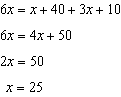 6x = x + 40 + 3x + 10
6x = 4x + 50
2x = 50
x = 25